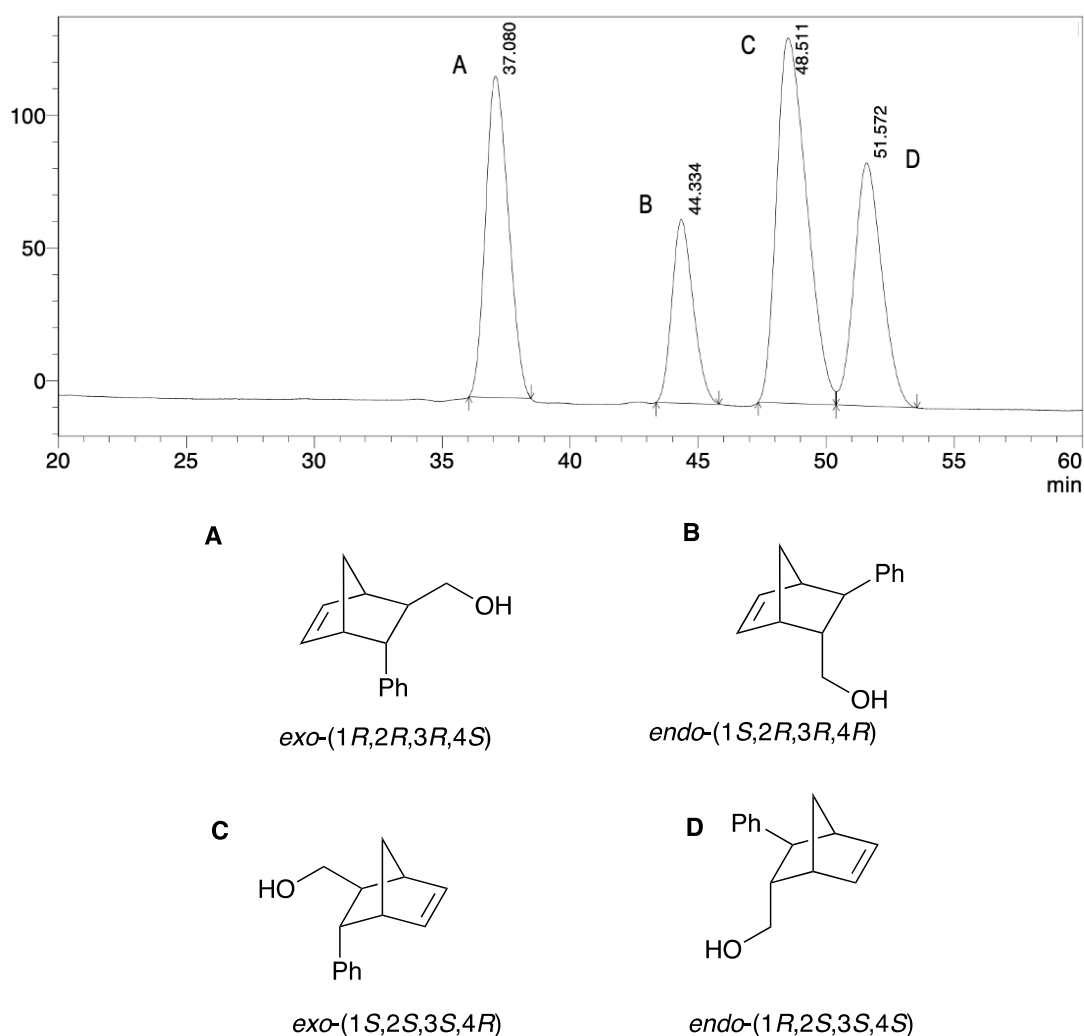 A
37.080
B
44.334
C
48.511
51.572
D
100
50
0
20 25 30 35 40 45 50 55 60
min
A
OH
Ph
exo-(1R,2R,3R,4S)
B
Ph
OH
endo-(1S,2R,3R,4R)
C
HO
Ph
exo-(1S,2S,3S,4R)
D
Ph
HO
endo-(1R,2S,3S,4S)